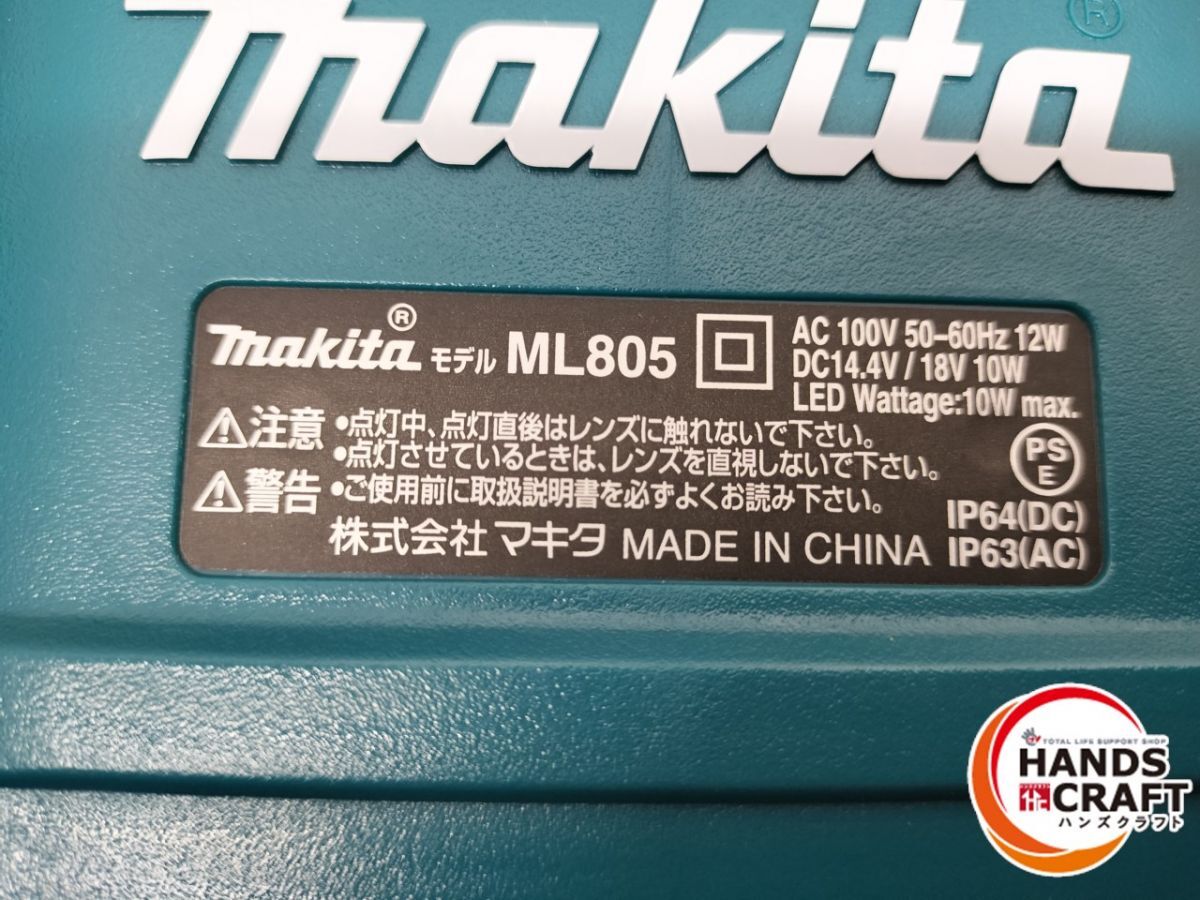 makita®
makita® モデル ML805
AC 100V 50-60Hz 12W
DC14.4V / 18V 10W
LED Wattage:10W max.
注意 •点灯中、点灯直後はレンズに触れないで下さい。
•点灯させているときは、レンズを直視しないで下さい。
警告 •ご使用前に取扱説明書を必ずよくお読み下さい。
PS
E
株式会社マキタ MADE IN CHINA
IP64(DC)
IP63(AC)
TOTAL LIFE SUPPORT SHOP
HANDS
CRAFT
ハンズクラフト